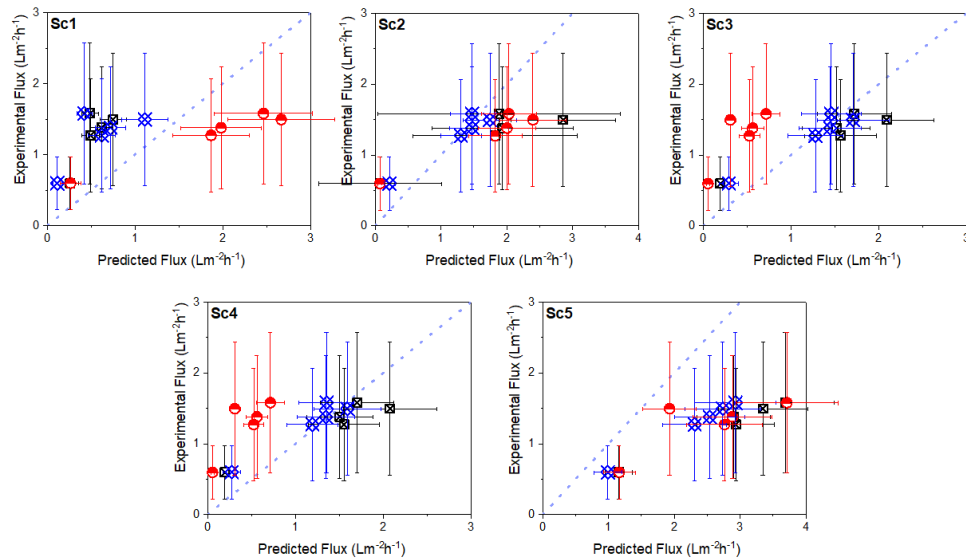 Sc1
Experimental Flux (Lm⁻²h⁻¹)
3
2
1
0
0 1 2 3
Predicted Flux (Lm⁻²h⁻¹)
Sc2
Experimental Flux (Lm⁻²h⁻¹)
3
2
1
0
0 1 2 3 4
Predicted Flux (Lm⁻²h⁻¹)
Sc3
Experimental Flux (Lm⁻²h⁻¹)
3
2
1
0
0 1 2 3
Predicted Flux (Lm⁻²h⁻¹)
Sc4
Experimental Flux (Lm⁻²h⁻¹)
4
3
2
1
0
0 1 2 3
Predicted Flux (Lm⁻²h⁻¹)
Sc5
Experimental Flux (Lm⁻²h⁻¹)
3
2
1
0
0 1 2 3 4
Predicted Flux (Lm⁻²h⁻¹)